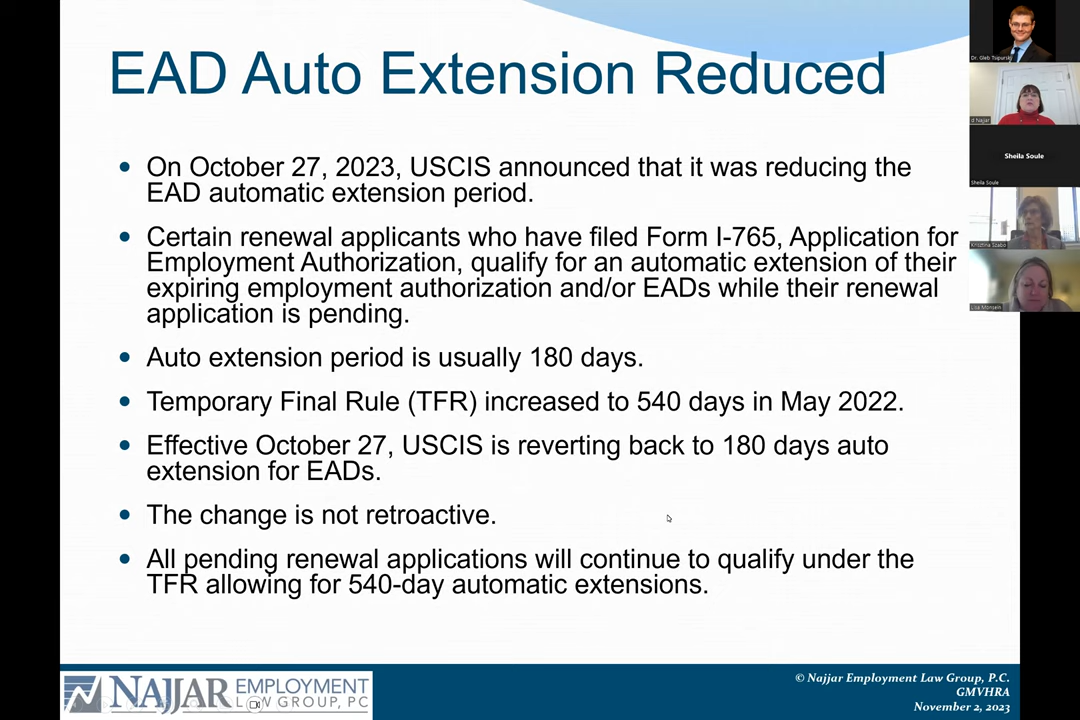 EAD Auto Extension Reduced
• On October 27, 2023, USCIS announced that it was reducing the
EAD automatic extension period.
• Certain renewal applicants who have filed Form I-765, Application for
Employment Authorization, qualify for an automatic extension of their
expiring employment authorization and/or EADs while their renewal
application is pending.
• Auto extension period is usually 180 days.
• Temporary Final Rule (TFR) increased to 540 days in May 2022.
• Effective October 27, USCIS is reverting back to 180 days auto
extension for EADs.
• The change is not retroactive.
• All pending renewal applications will continue to qualify under the
TFR allowing for 540-day automatic extensions.
NAJJAR EMPLOYMENT
LAW GROUP, PC
© Najjar Employment Law Group, P.C.
GMVHRA
November 2, 2023
Dr. Gleb Tsipursky
d Najjar
Sheila Soule
Sheila Soule
Krisztina Szabo
Lisa